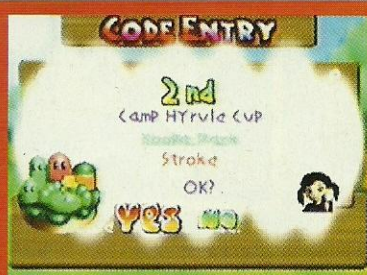 CODE ENTRY
2nd
Camp Hyrule Cup
Stroke
OK?
YES NO